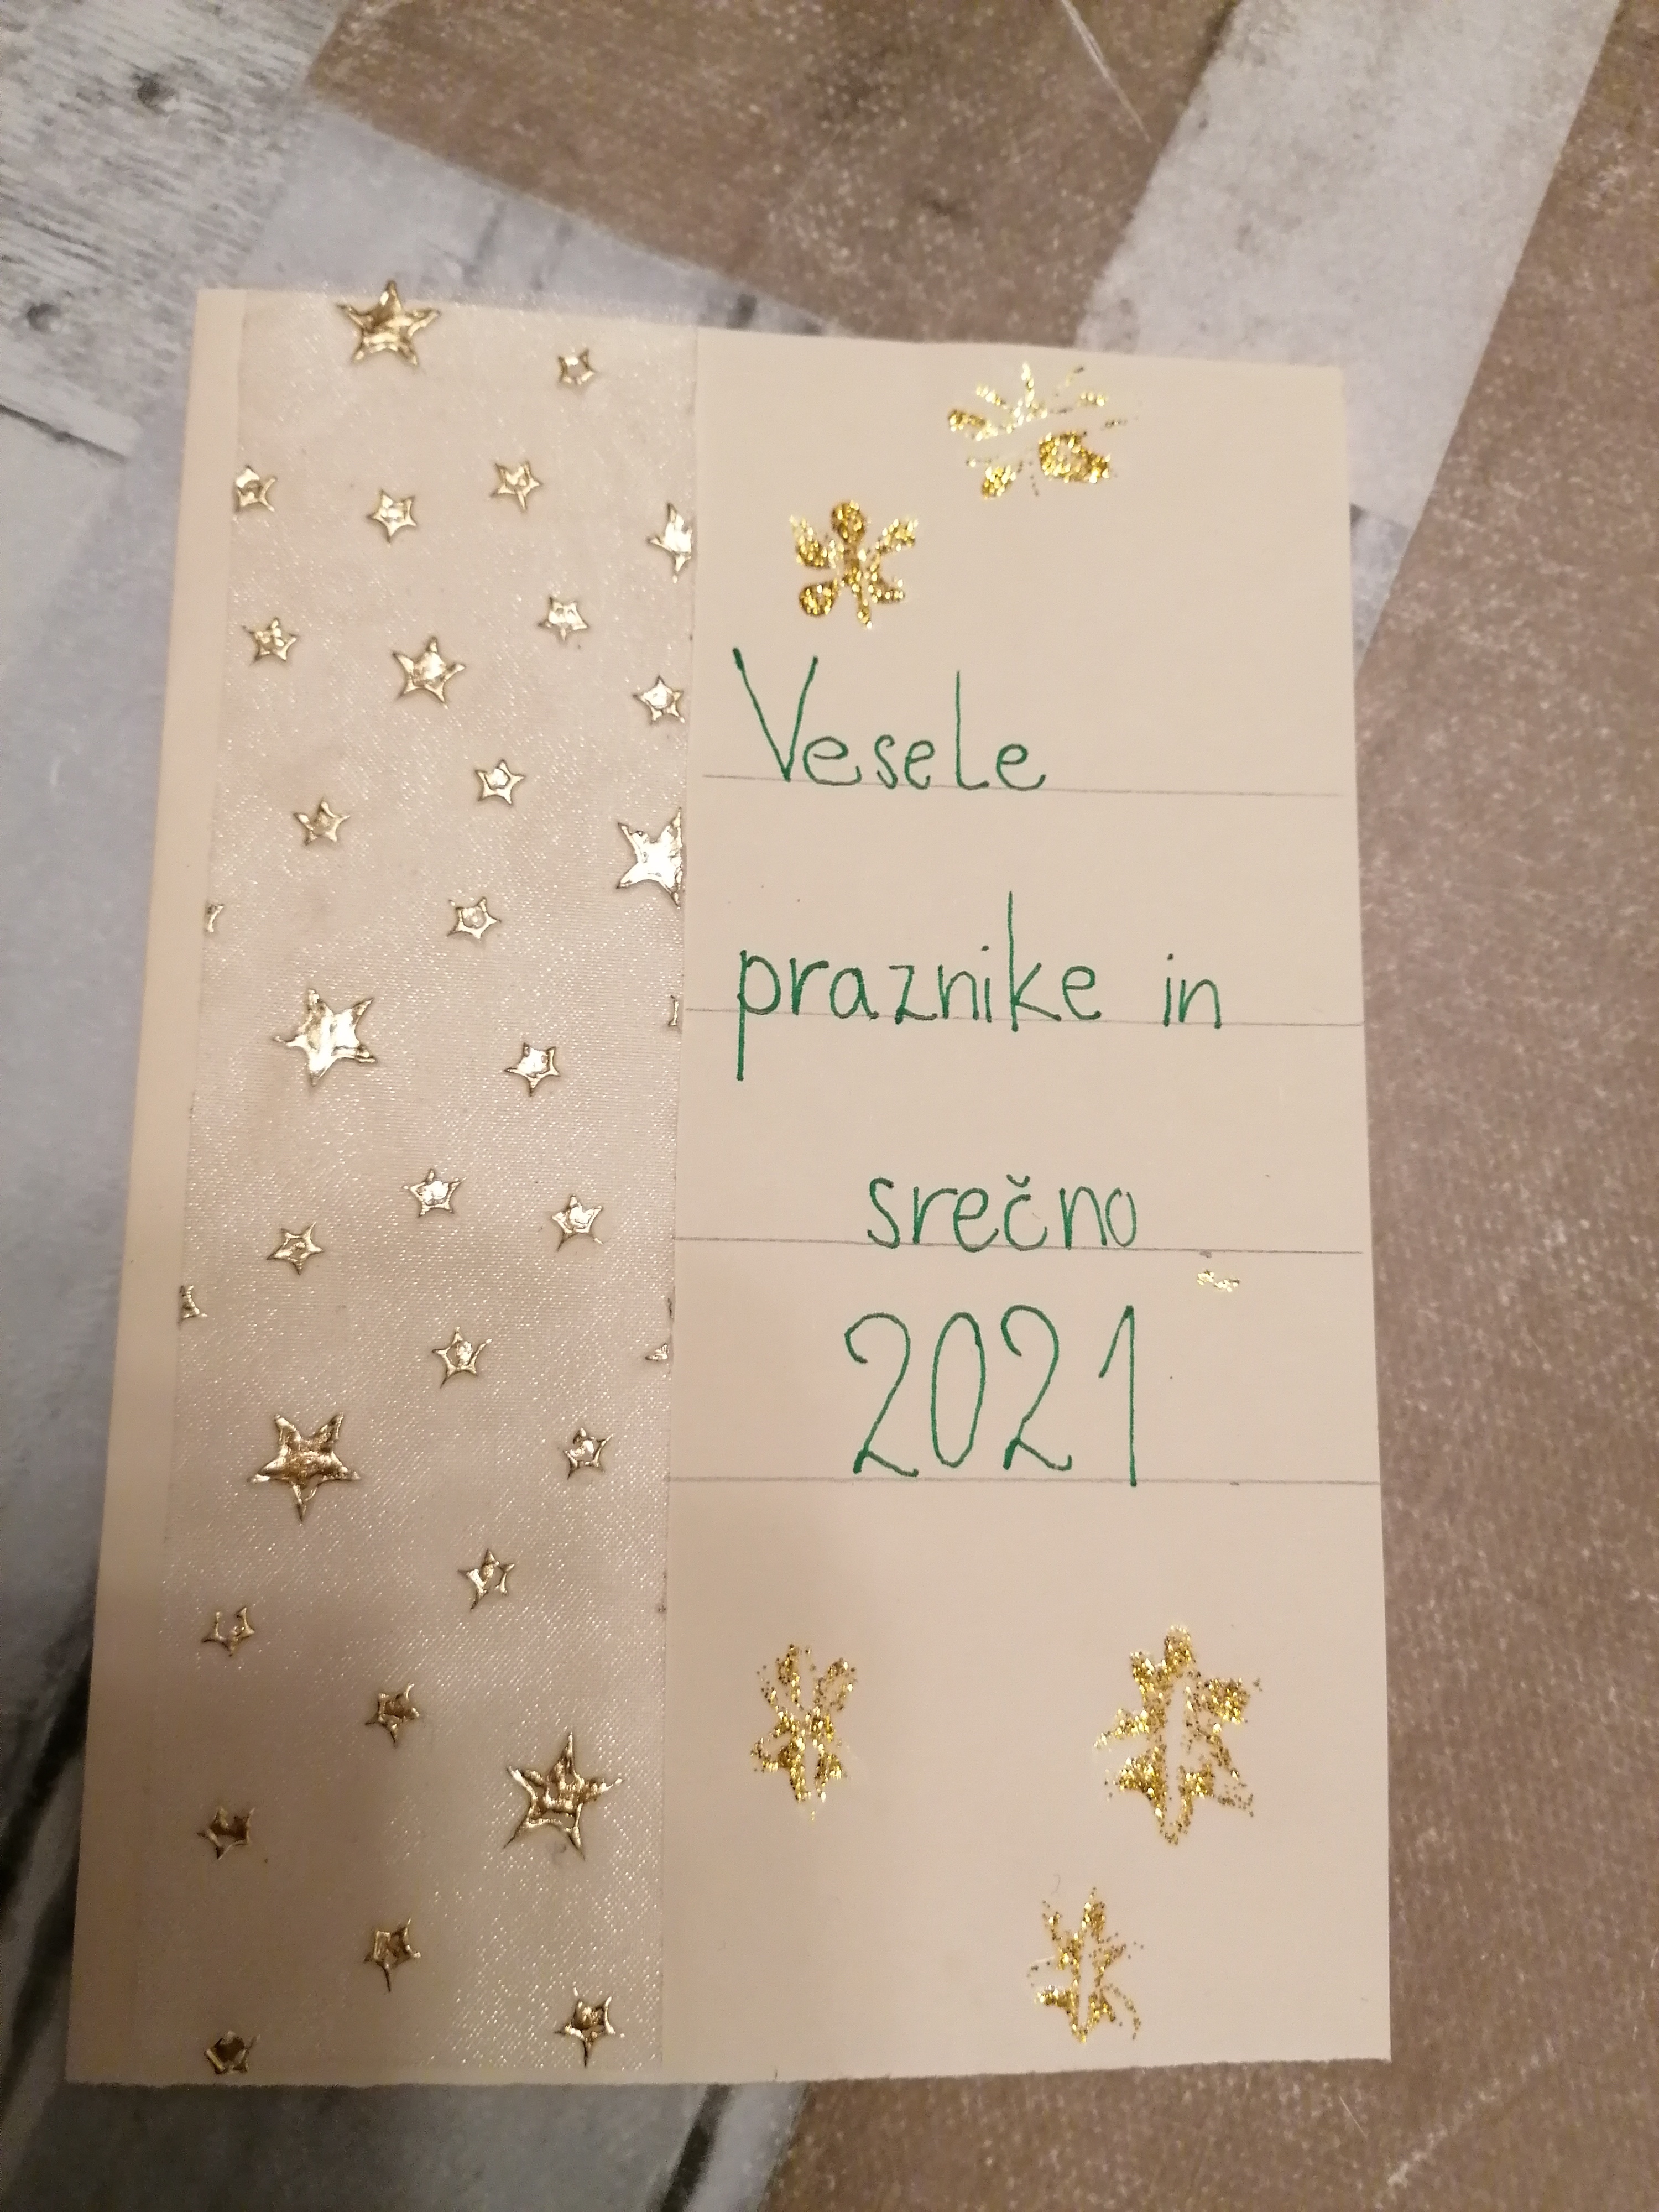 Vesele
praznike in
srečno
2021